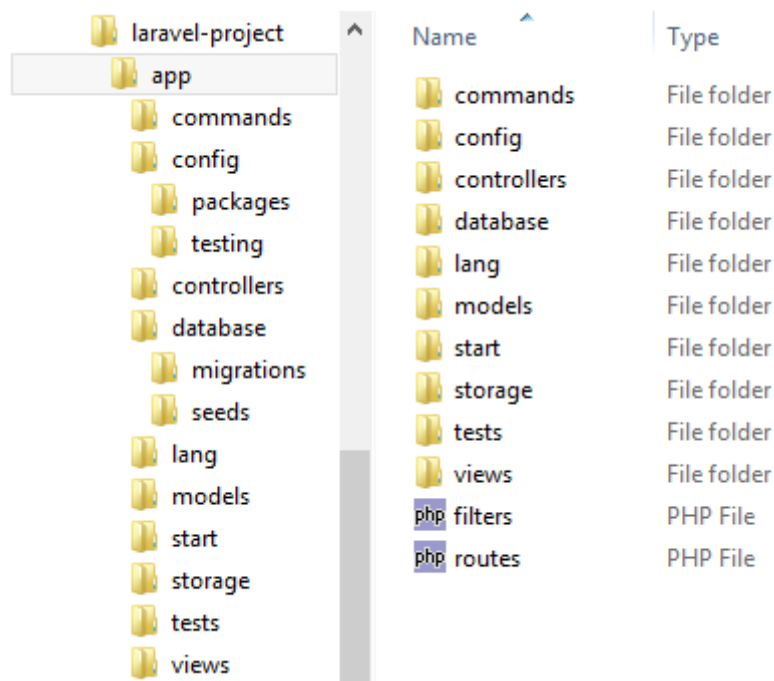 laravel-project
app
commands
config
packages
testing
controllers
database
migrations
seeds
lang
models
start
storage
tests
views
Name Type
commands File folder
config File folder
controllers File folder
database File folder
lang File folder
models File folder
start File folder
storage File folder
tests File folder
views File folder
php filters PHP File
php routes PHP File